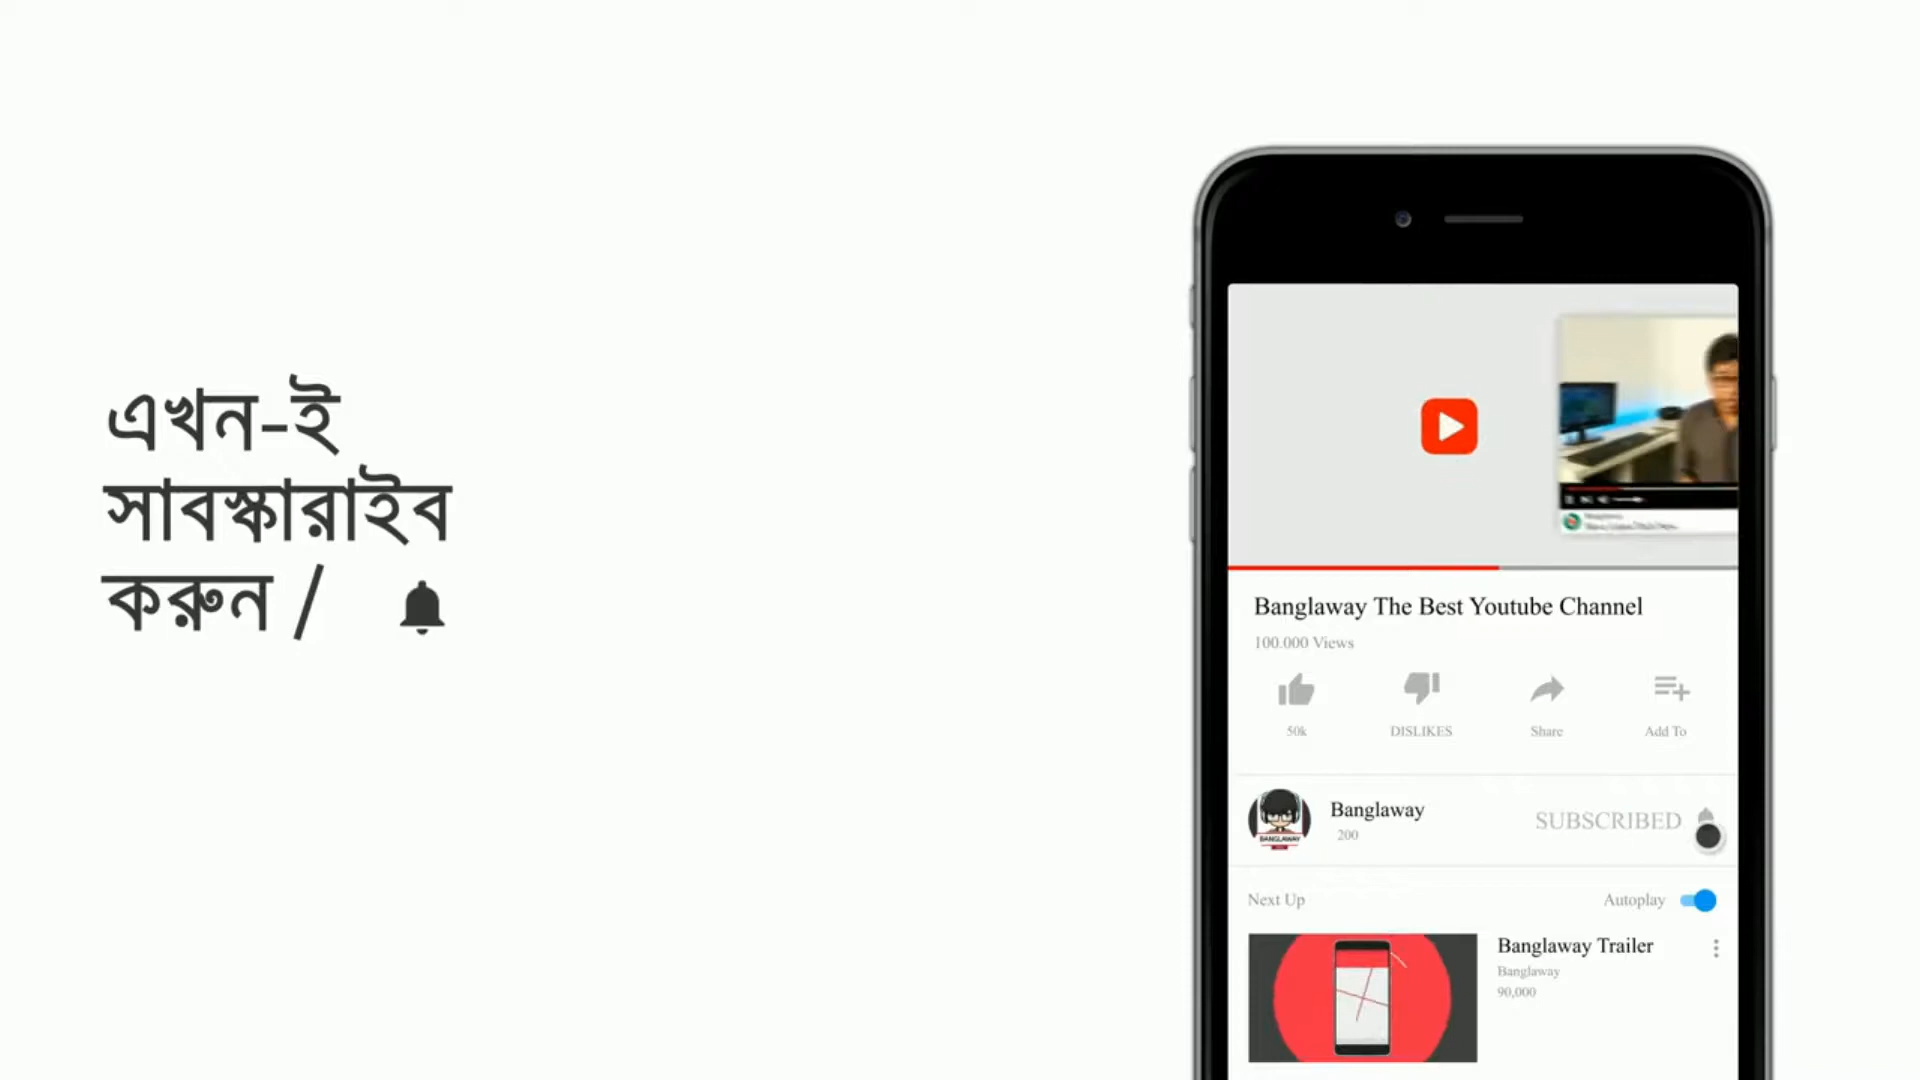 এখন-ই
সাবস্কারাইব
করুন /
Banglaway The Best Youtube Channel
100.000 Views
50k
DISLIKES
Share
Add To
Banglaway
200
SUBSCRIBED
BANGLAWAY
Next Up
Autoplay
Banglaway Trailer
Banglaway
90,000